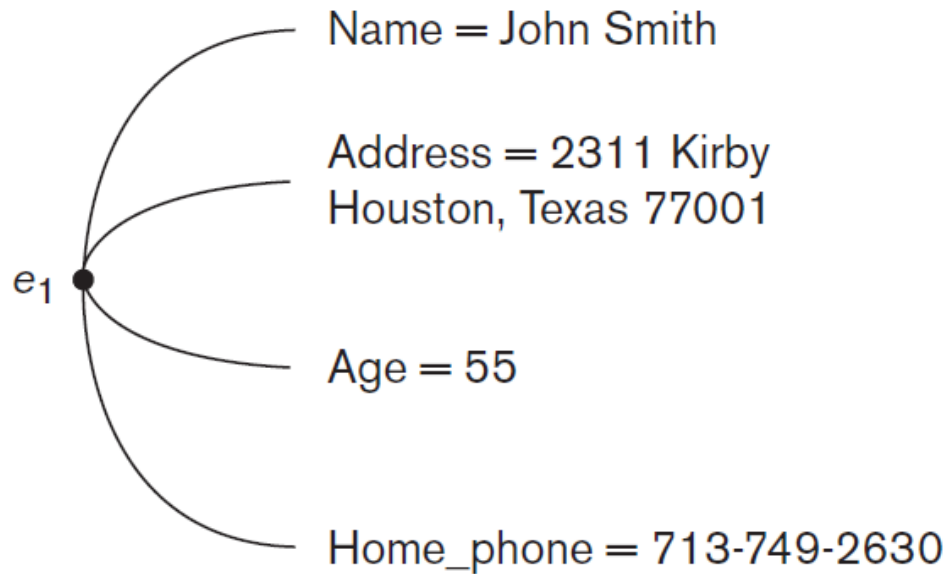 Name = John Smith
Address = 2311 Kirby
Houston, Texas 77001
e1
Age = 55
Home_phone = 713-749-2630